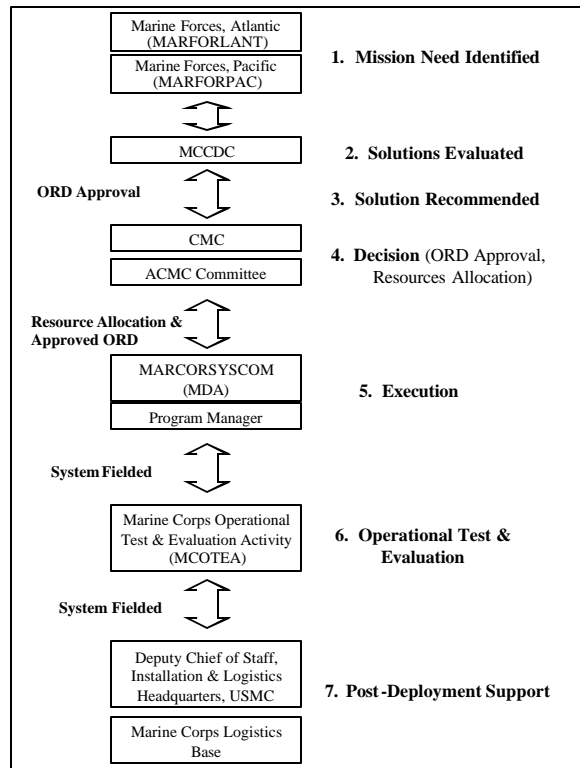 Marine Forces, Atlantic
(MARFORLANT)
1. Mission Need Identified
Marine Forces, Pacific
(MARFORPAC)
MCCDC
2. Solutions Evaluated
ORD Approval
3. Solution Recommended
CMC
4. Decision (ORD Approval,
Resources Allocation)
ACMC Committee
Resource Allocation &
Approved ORD
MARCORSYSCOM
(MDA)
5. Execution
Program Manager
System Fielded
Marine Corps Operational
Test & Evaluation Activity
(MCOTEA)
6. Operational Test &
Evaluation
System Fielded
Deputy Chief of Staff,
Installation & Logistics
Headquarters, USMC
7. Post-Deployment Support
Marine Corps Logistics
Base